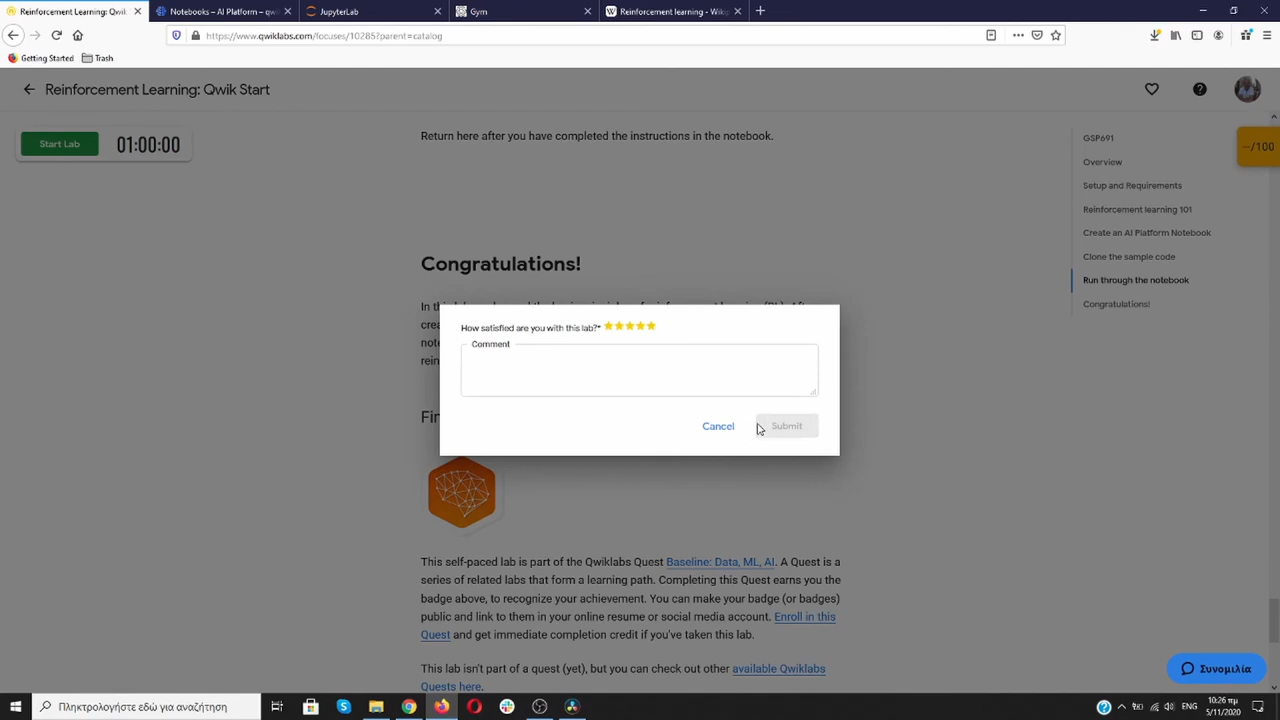 Reinforcement Learning: Qwik
Notebooks – AI Platform – qwik
JupyterLab
Gym
Reinforcement learning - Wikip
https://www.qwiklabs.com/focuses/10285?parent=catalog
Getting Started
Trash
Reinforcement Learning: Qwik Start
Start Lab
01:00:00
--/100
Return here after you have completed the instructions in the notebook.
GSP691
Overview
Setup and Requirements
Reinforcement learning 101
Create an AI Platform Notebook
Clone the sample code
Run through the notebook
Congratulations!
Congratulations!
How satisfied are you with this lab?*
Comment
Cancel
Submit
This self-paced lab is part of the Qwiklabs Quest Baseline: Data, ML, AI. A Quest is a
series of related labs that form a learning path. Completing this Quest earns you the
badge above, to recognize your achievement. You can make your badge (or badges)
public and link to them in your online resume or social media account. Enroll in this
Quest and get immediate completion credit if you've taken this lab.
This lab isn't part of a quest (yet), but you can check out other available Qwiklabs
Quests here.
Συνομιλία
Πληκτρολογήστε εδώ για αναζήτηση
ΕΝG
10:26 πμ
5/11/2020